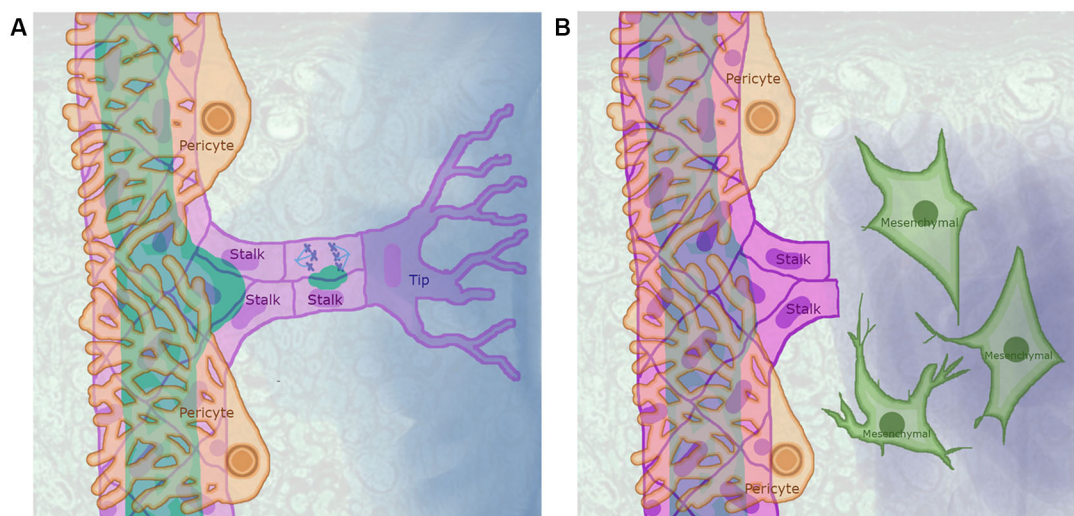 A
B
Pericyte
Stalk
Stalk
Stalk
Tip
Pericyte
Pericyte
Stalk
Stalk
Pericyte
Mesenchymal
Mesenchymal
Mesenchymal